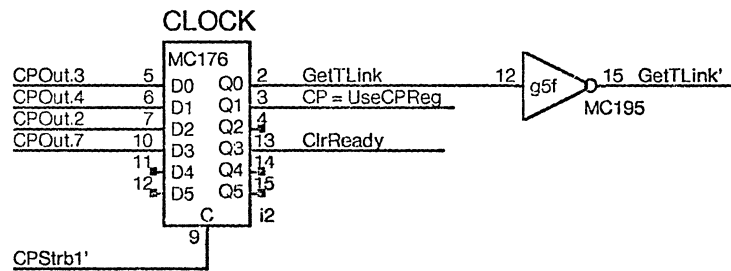 CLOCK
MC176
CPOut.3 5 D0 Q0 2 GetTLink 12 g5f 15 GetTLink'
CPOut.4 6 D1 Q1 3 CP = UseCPReg MC195
CPOut.2 7 D2 Q2 4
CPOut.7 10 D3 Q3 13 ClrReady
11 D4 Q4 14
12 D5 Q5 15
C i2
9
CPStrb1'